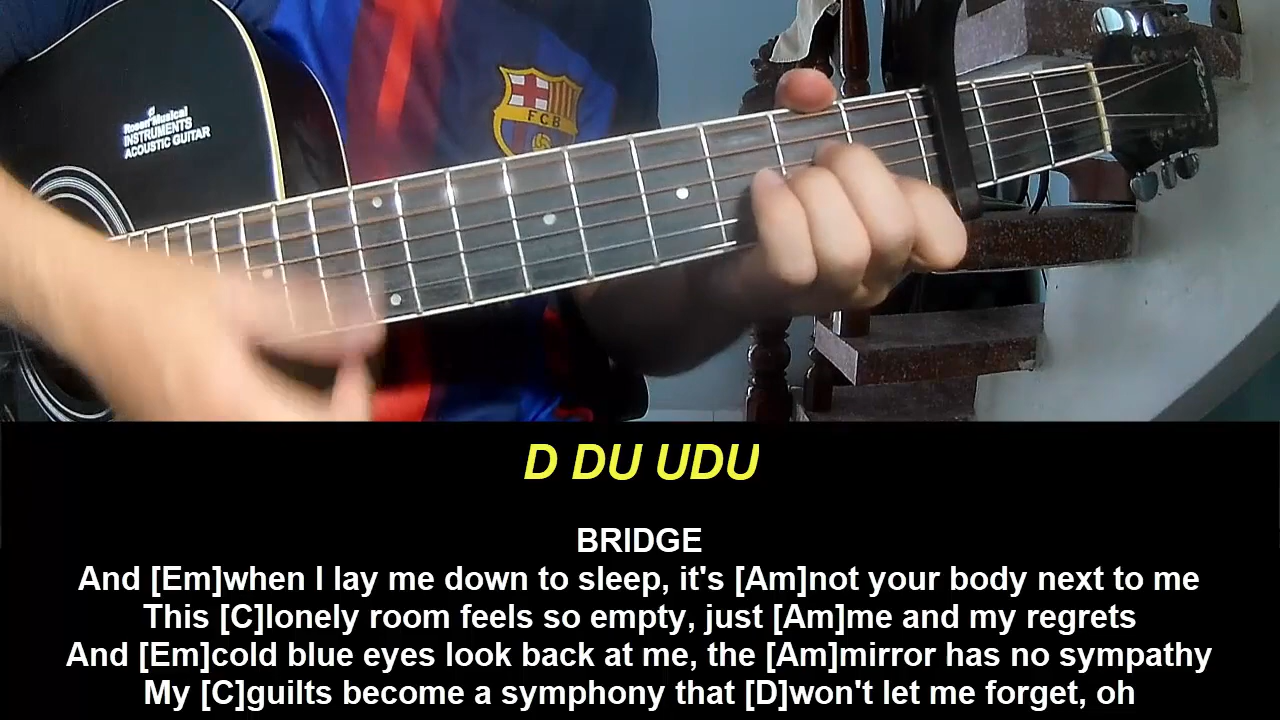 Rosen Musical
INSTRUMENTS
ACOUSTIC GUITAR
FCB
D DU UDU
BRIDGE
And [Em]when I lay me down to sleep, it's [Am]not your body next to me
This [C]lonely room feels so empty, just [Am]me and my regrets
And [Em]cold blue eyes look back at me, the [Am]mirror has no sympathy
My [C]guilts become a symphony that [D]won't let me forget, oh